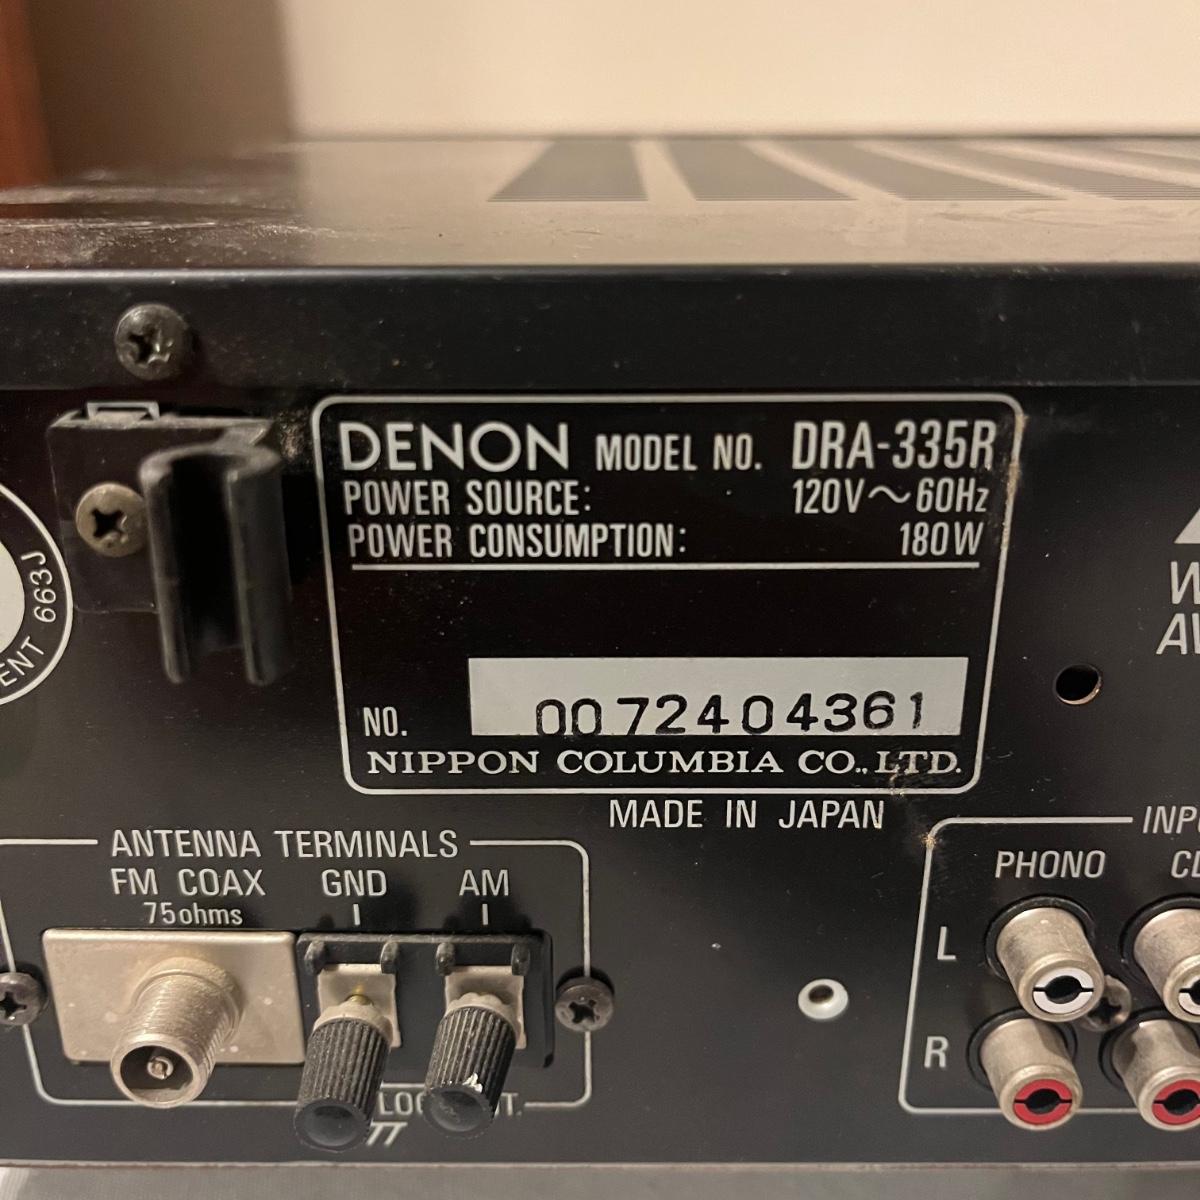 DENON MODEL NO. DRA-335R
POWER SOURCE: 120V～60Hz
POWER CONSUMPTION: 180W
NO. 0072404361
NIPPON COLUMBIA CO., LTD.
MADE IN JAPAN
663J
ANTENNA TERMINALS
FM COAX GND AM
75ohms
PHONO
L
R